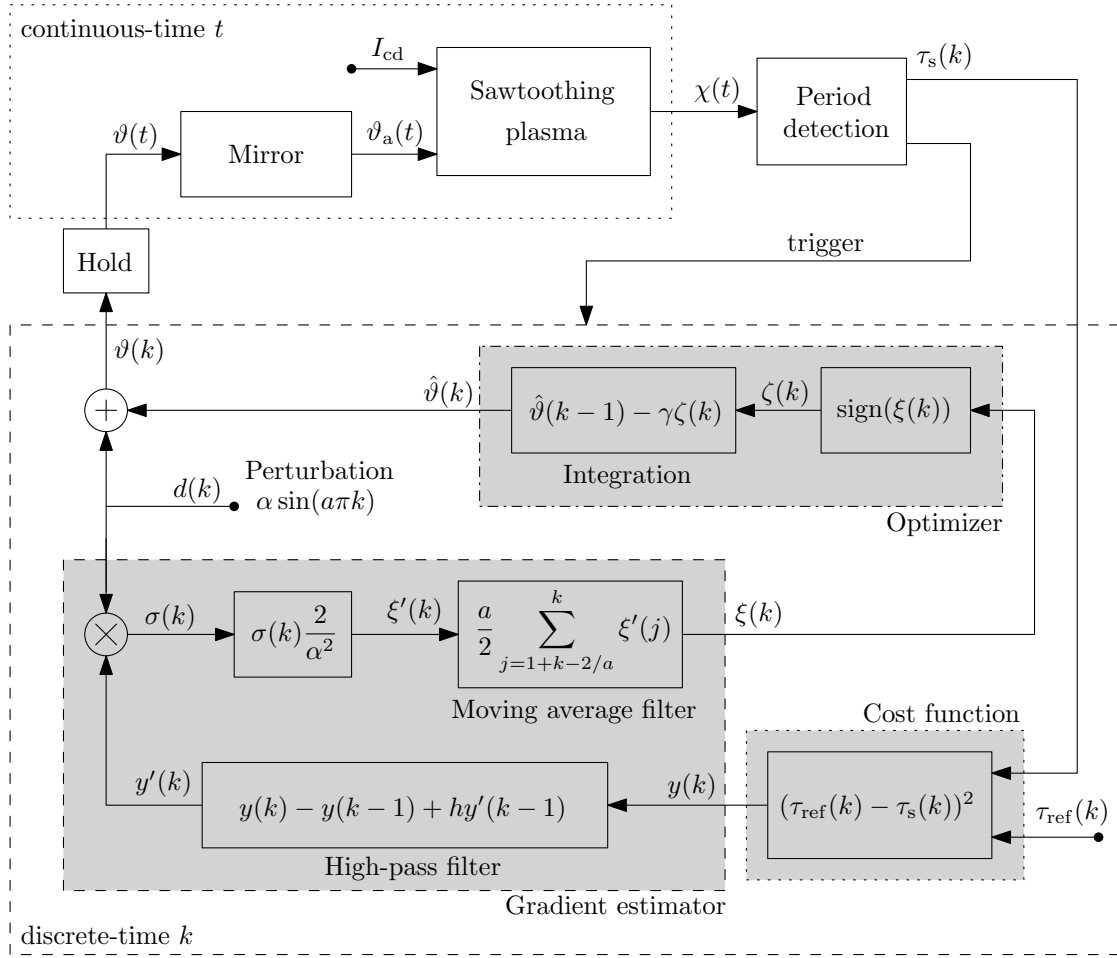 continuous-time t
I_cd
τ_s(k)
Sawtoothing
plasma
χ(t)
Period
detection
ϑ(t)
Mirror
ϑ_a(t)
Hold
trigger
ϑ(k)
ϑ̂(k)
ϑ̂(k − 1) − γζ(k)
ζ(k)
sign(ξ(k))
+
Integration
Optimizer
d(k)
Perturbation
α sin(aπk)
×
σ(k)
σ(k) 2/α²
ξ′(k)
a/2 ∑_{j=1+k−2/a}^{k} ξ′(j)
ξ(k)
Moving average filter
Cost function
y′(k)
y(k) − y(k − 1) + hy′(k − 1)
y(k)
(τ_ref(k) − τ_s(k))²
τ_ref(k)
High-pass filter
Gradient estimator
discrete-time k